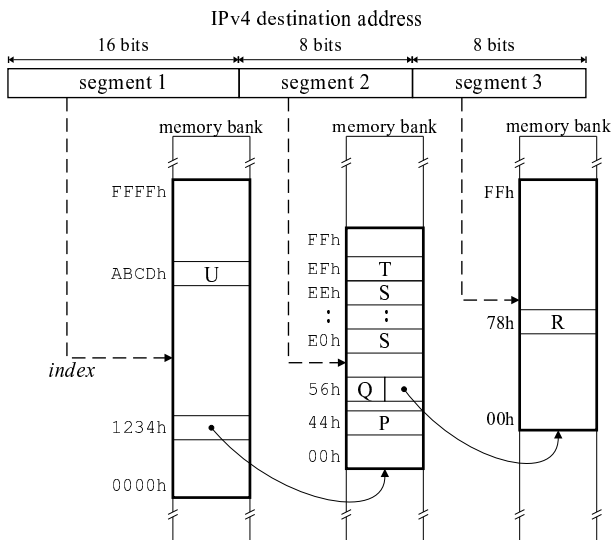 IPv4 destination address
16 bits 8 bits 8 bits
segment 1 segment 2 segment 3
memory bank memory bank memory bank
FFFFh FFh
FFh
ABCDh U EFh T
EEh S
⋮ ⋮
78h R
E0h S
index
56h Q
1234h 44h P 00h
00h
0000h